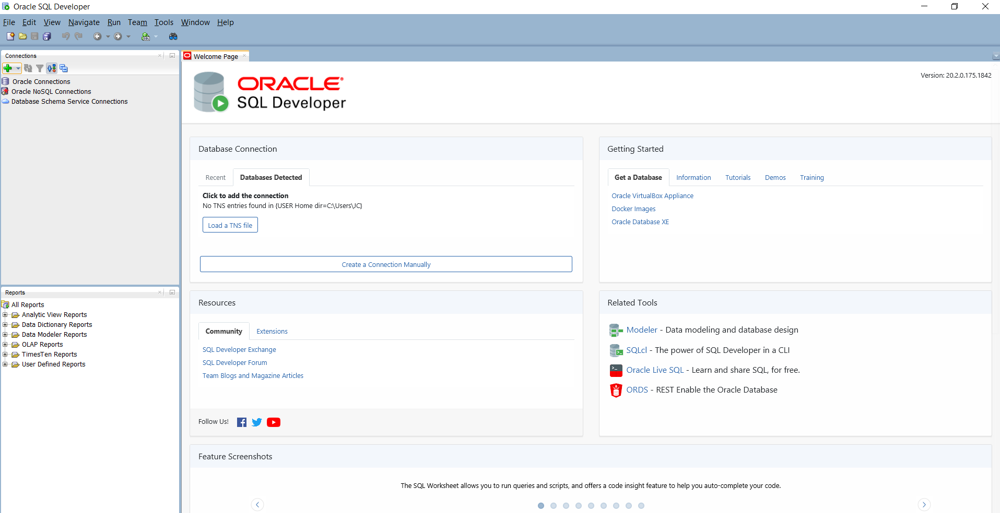 Oracle SQL Developer
File Edit View Navigate Run Team Tools Window Help
SQL
Connections
Oracle Connections
Oracle NoSQL Connections
Database Schema Service Connections
Reports
All Reports
Analytic View Reports
Data Dictionary Reports
Data Modeler Reports
OLAP Reports
TimesTen Reports
User Defined Reports
Welcome Page
ORACLE
SQL Developer
Version: 20.2.0.175.1842
Database Connection
Recent Databases Detected
Click to add the connection
No TNS entries found in {USER Home dir=C:\Users\JC}
Load a TNS file
Create a Connection Manually
Getting Started
Get a Database Information Tutorials Demos Training
Oracle VirtualBox Appliance
Docker Images
Oracle Database XE
Resources
Community Extensions
SQL Developer Exchange
SQL Developer Forum
Team Blogs and Magazine Articles
Follow Us!
Related Tools
Modeler - Data modeling and database design
SQLcl - The power of SQL Developer in a CLI
Oracle Live SQL - Learn and share SQL, for free.
ORDS - REST Enable the Oracle Database
Feature Screenshots
The SQL Worksheet allows you to run queries and scripts, and offers a code insight feature to help you auto-complete your code.